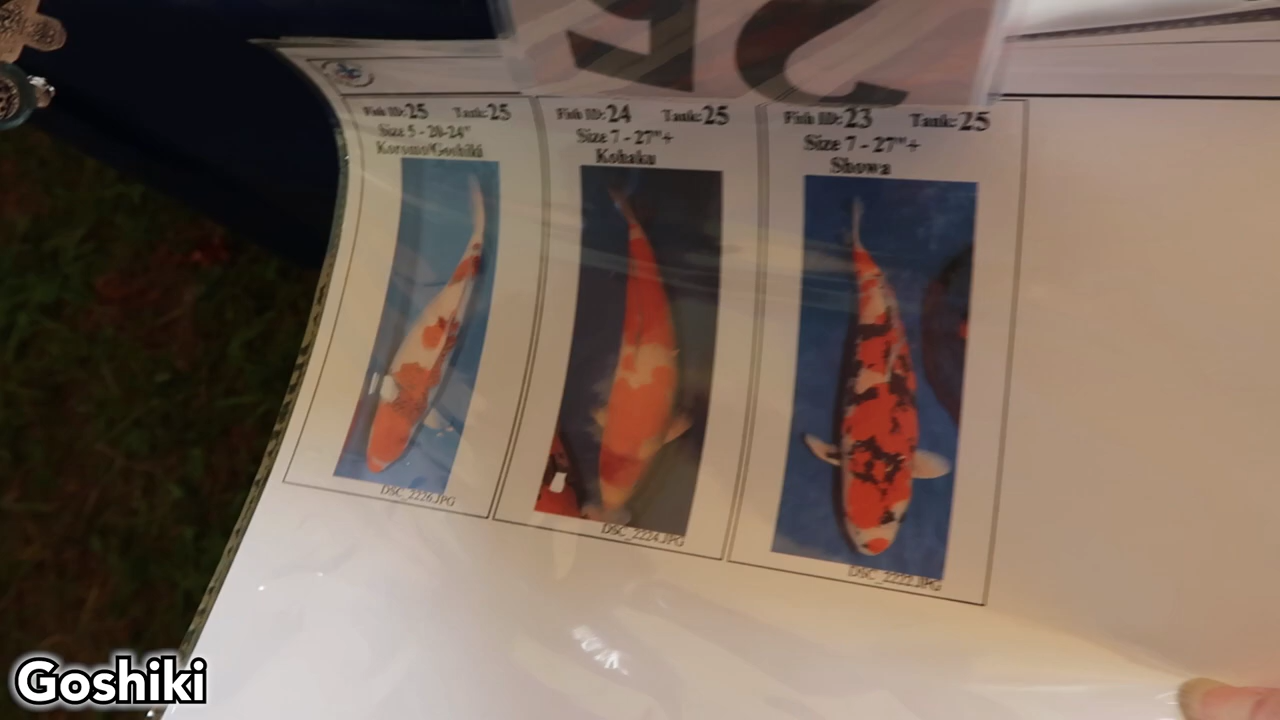 Fish ID: 25 Tank: 25
Size 5 - 20-24"
Koromo/Goshiki
DSC_2226.JPG
Fish ID: 24 Tank: 25
Size 7 - 27"+
Kohaku
DSC_2224.JPG
Fish ID: 23 Tank: 25
Size 7 - 27"+
Showa
DSC_2222.JPG
Goshiki